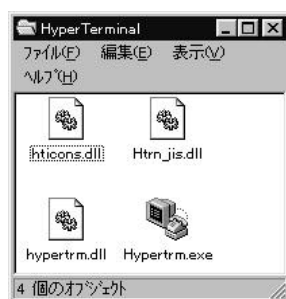 HyperTerminal
ファイル(F) 編集(E) 表示(V)
ヘルプ(H)
hticons.dll Htrn_jis.dll
hypertrm.dll Hypertrm.exe
4 個のオブジェクト